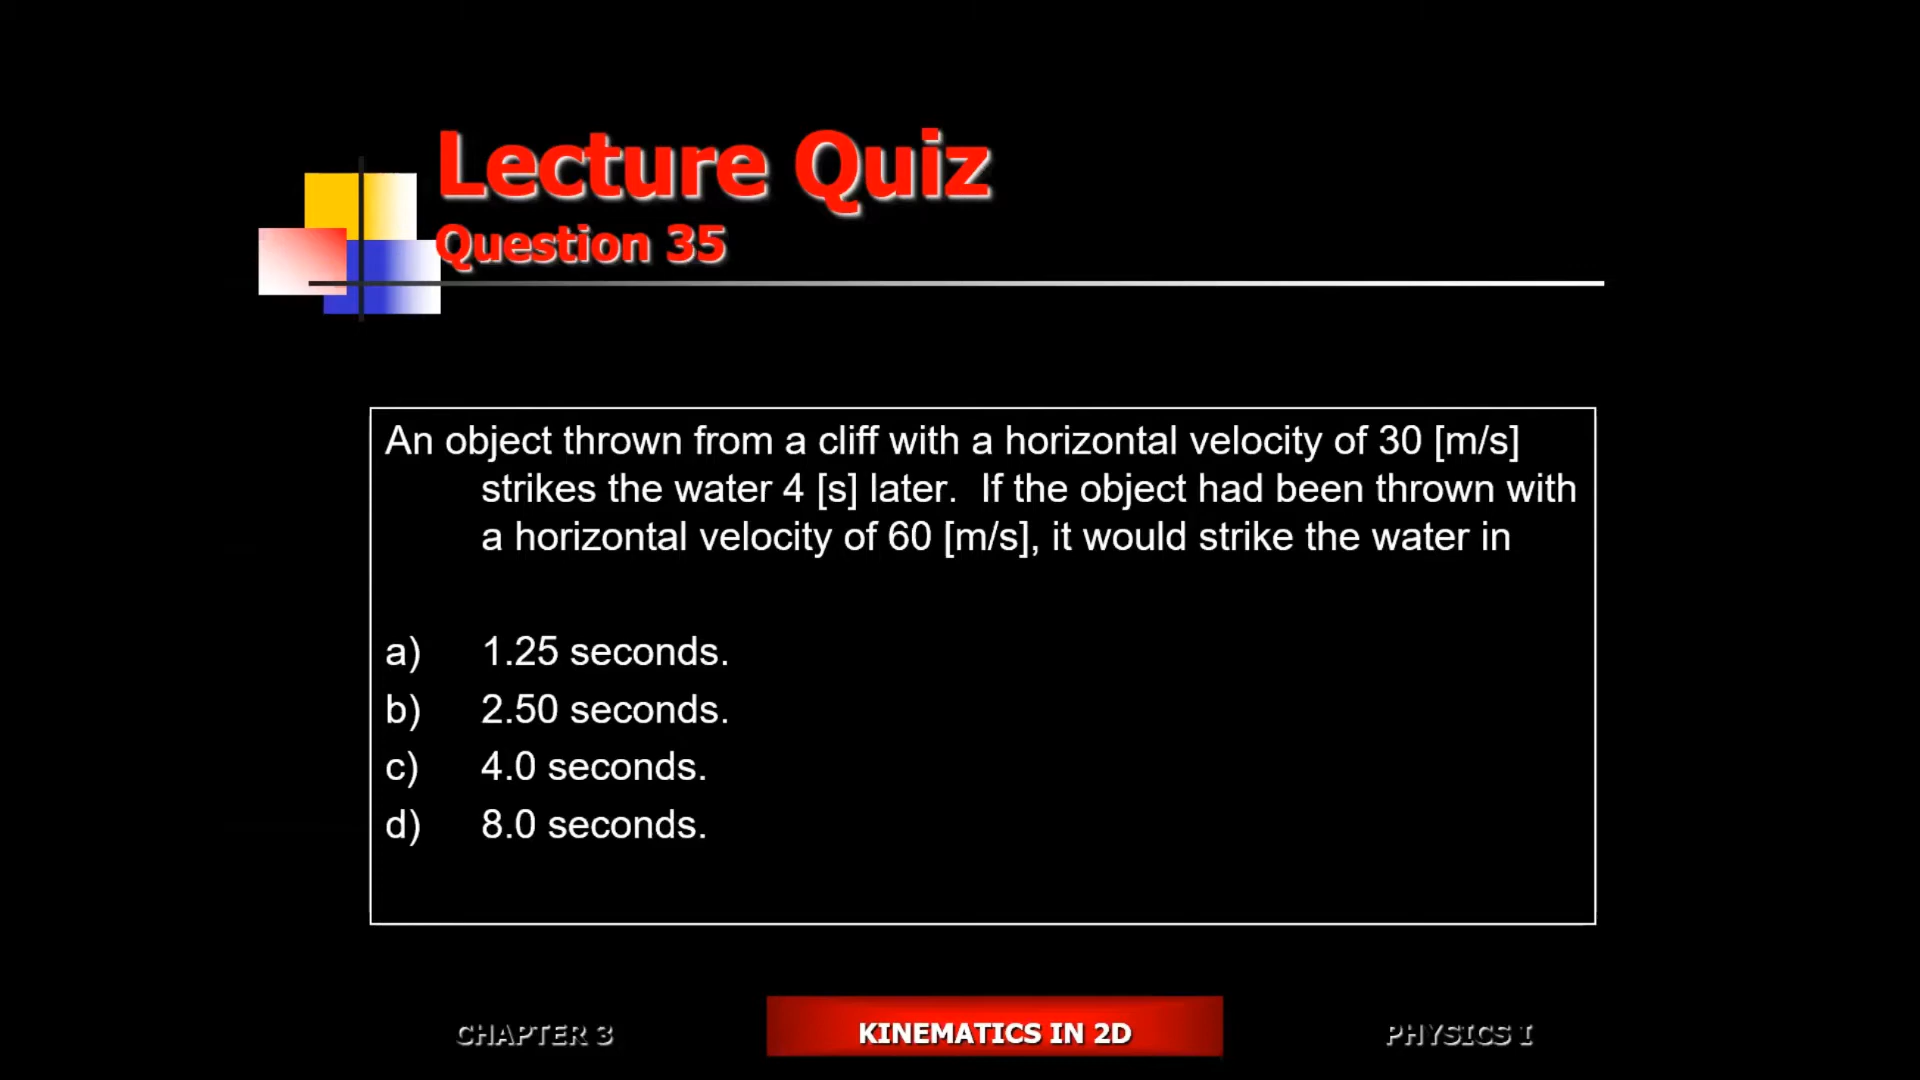 Lecture Quiz
Question 35
An object thrown from a cliff with a horizontal velocity of 30 [m/s]
strikes the water 4 [s] later.  If the object had been thrown with
a horizontal velocity of 60 [m/s], it would strike the water in
a) 1.25 seconds.
b) 2.50 seconds.
c) 4.0 seconds.
d) 8.0 seconds.
CHAPTER 3 KINEMATICS IN 2D PHYSICS I